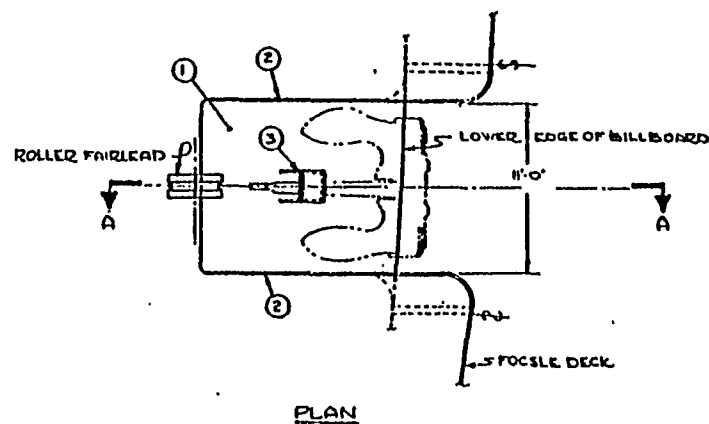 2
1
3
ROLLER FAIRLEAD
LOWER EDGE OF BILLBOARD
11'-0"
A
A
2
FOCSLE DECK
PLAN